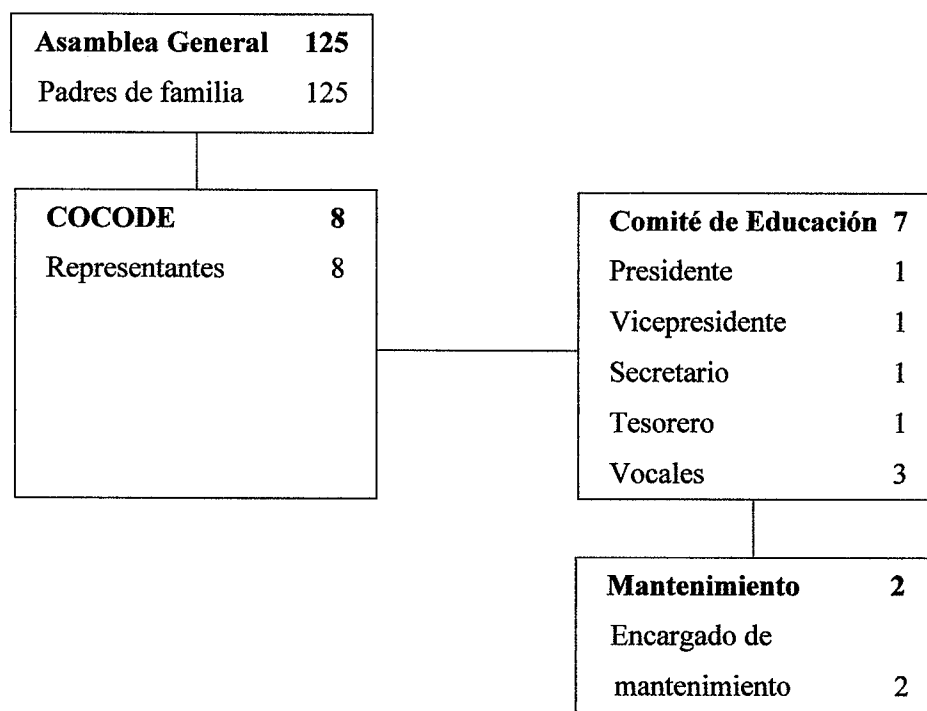 Asamblea General 125
Padres de familia 125
COCODE 8
Representantes 8
Comité de Educación 7
Presidente 1
Vicepresidente 1
Secretario 1
Tesorero 1
Vocales 3
Mantenimiento 2
Encargado de
mantenimiento 2